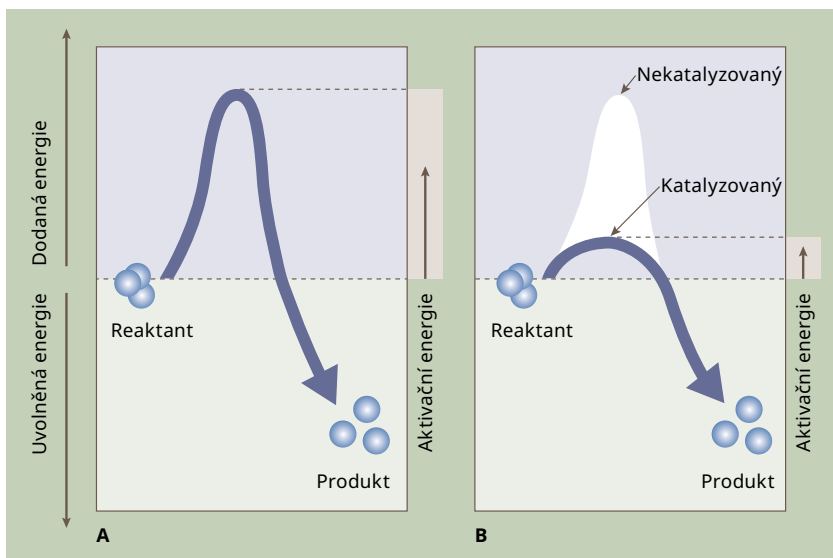 Dodaná energie
Uvolněná energie
Reaktant
Produkt
Aktivační energie
A
Nekatalyzovaný
Katalyzovaný
Reaktant
Produkt
Aktivační energie
B